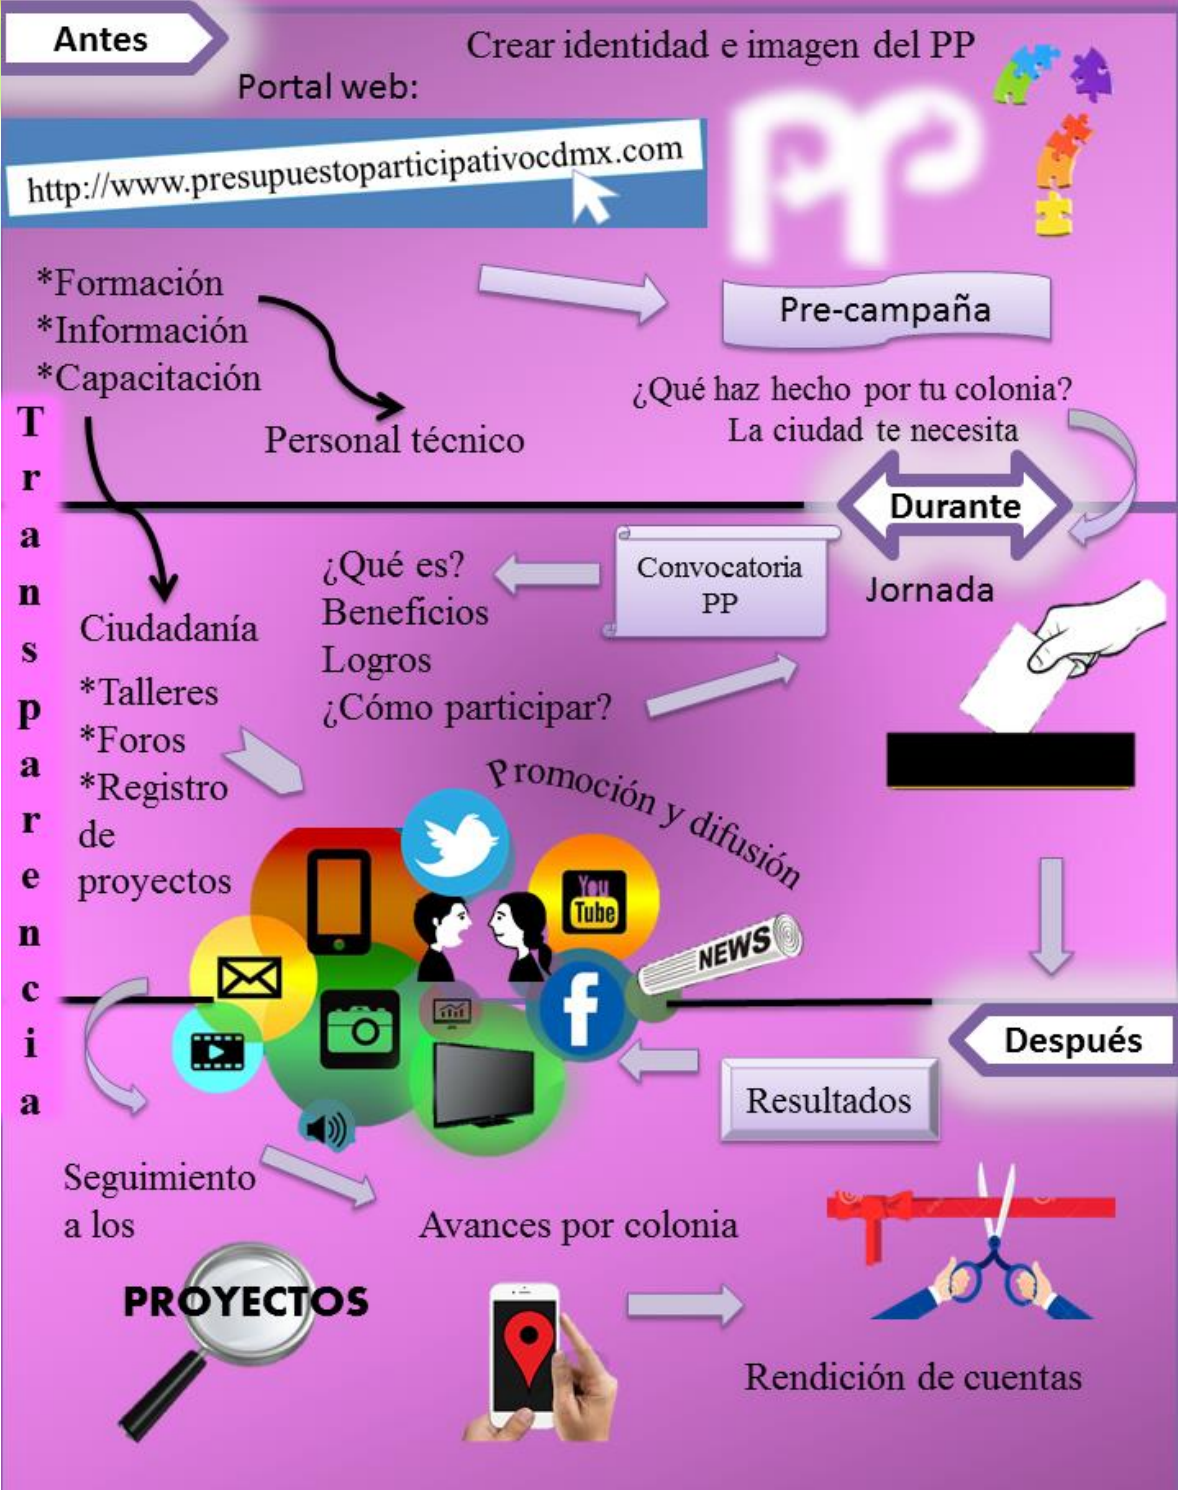 Antes
Crear identidad e imagen del PP
Portal web:
http://www.presupuestoparticipativocdmx.com
PP
*Formación
*Información
*Capacitación
Pre-campaña
¿Qué haz hecho por tu colonia?
La ciudad te necesita
Personal técnico
Transparencia
Durante
Jornada
Convocatoria
PP
¿Qué es?
Beneficios
Logros
¿Cómo participar?
Ciudadanía
*Talleres
*Foros
*Registro
de
proyectos
Promoción y difusión
You
Tube
NEWS
f
Después
Resultados
Seguimiento
a los
PROYECTOS
Avances por colonia
Rendición de cuentas